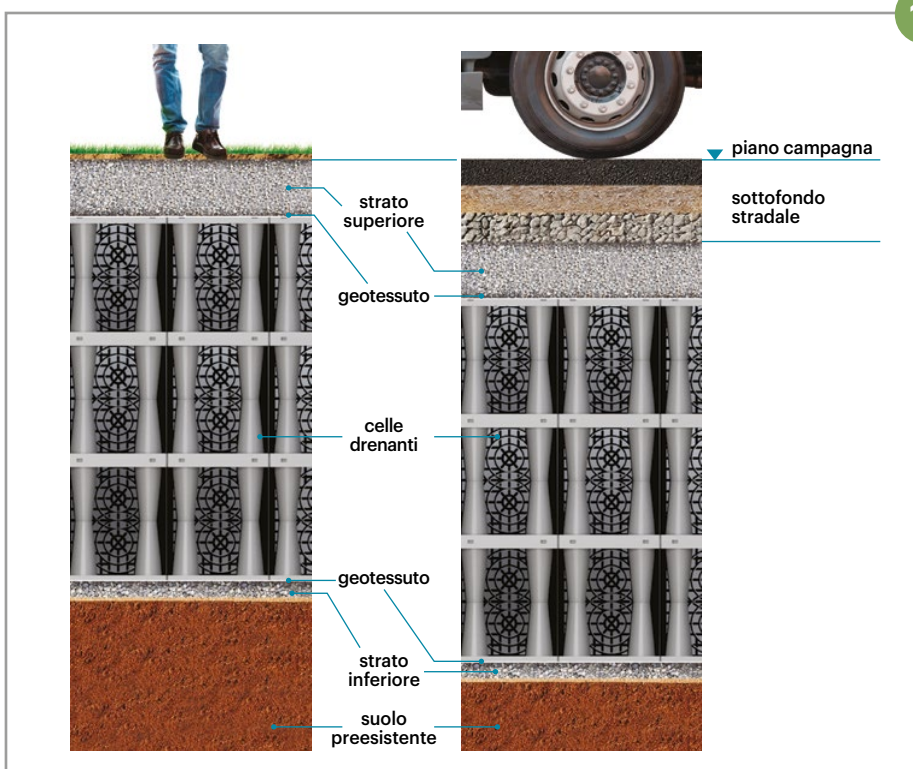 piano campagna
strato
superiore
sottofondo
stradale
geotessuto
celle
drenanti
geotessuto
strato
inferiore
suolo
preesistente